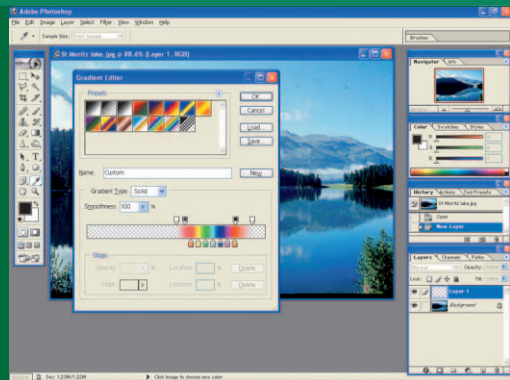 Adobe Photoshop
File Edit Image Layer Select Filter View Window Help
Sample Size:
Brushes
St Moritz lake.jpg @ 88.6% (Layer 1, RGB)
Gradient Editor
Presets
OK
Cancel
Load...
Save...
Name: Custom
New
Gradient Type: Solid
Smoothness: 100 %
Stops
Opacity: % Location: % Delete
Color: Location: % Delete
Navigator Info
Color Swatches Styles
R
G
B
History Actions Tool Presets
St Moritz lake.jpg
Open
New Layer
Layers Channels Paths
Normal Opacity:
Lock: Fill:
Layer 1
Background
Doc: 1.22M/1.22M
Click image to choose new color